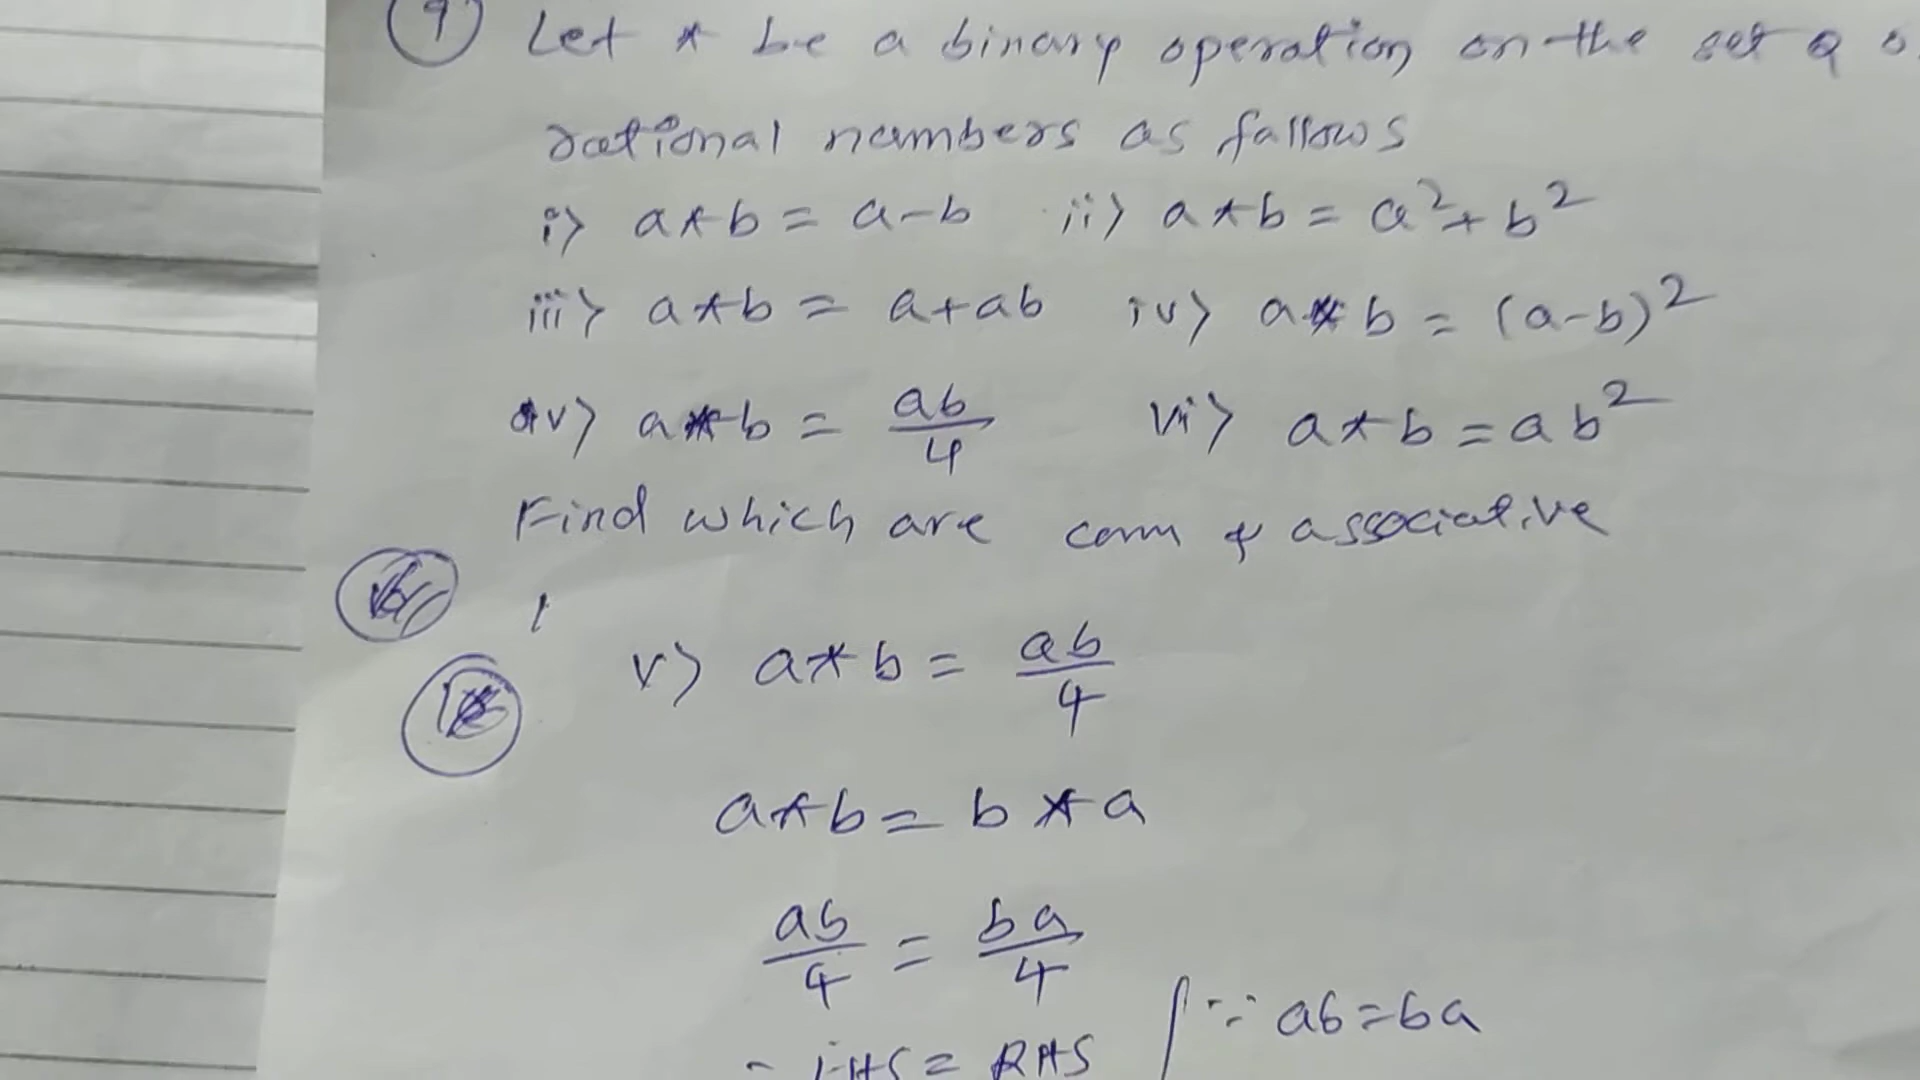 9 Let * be a binary operation on the set Q o
rational numbers as fallows
i) a*b = a-b ii) a*b = a²+b²
iii) a*b = a+ab iv) a*b = (a-b)²
v) a*b = ab/4 vi) a*b = ab²
Find which are com & associative
v) a*b = ab/4
a*b = b*a
ab/4 = ba/4
LHS = RHS ∵ ab=ba